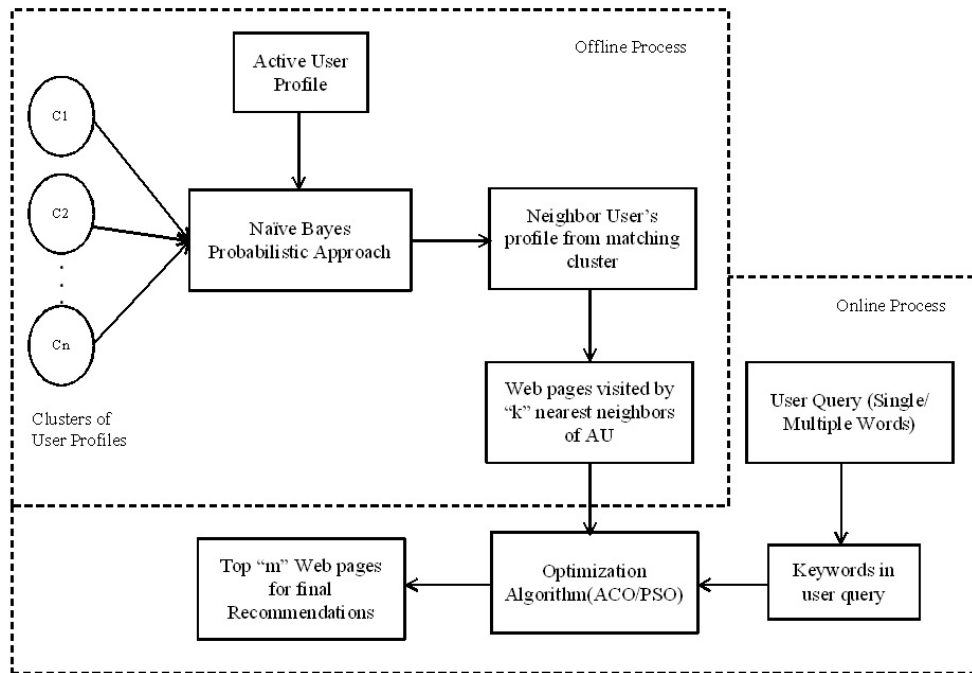 Offline Process
Active User
Profile
C1
C2
.
.
.
Cn
Clusters of
User Profiles
Naïve Bayes
Probabilistic Approach
Neighbor User's
profile from matching
cluster
Web pages visited by
"k" nearest neighbors
of AU
Online Process
User Query (Single/
Multiple Words)
Keywords in
user query
Optimization
Algorithm(ACO/PSO)
Top "m" Web pages
for final
Recommendations